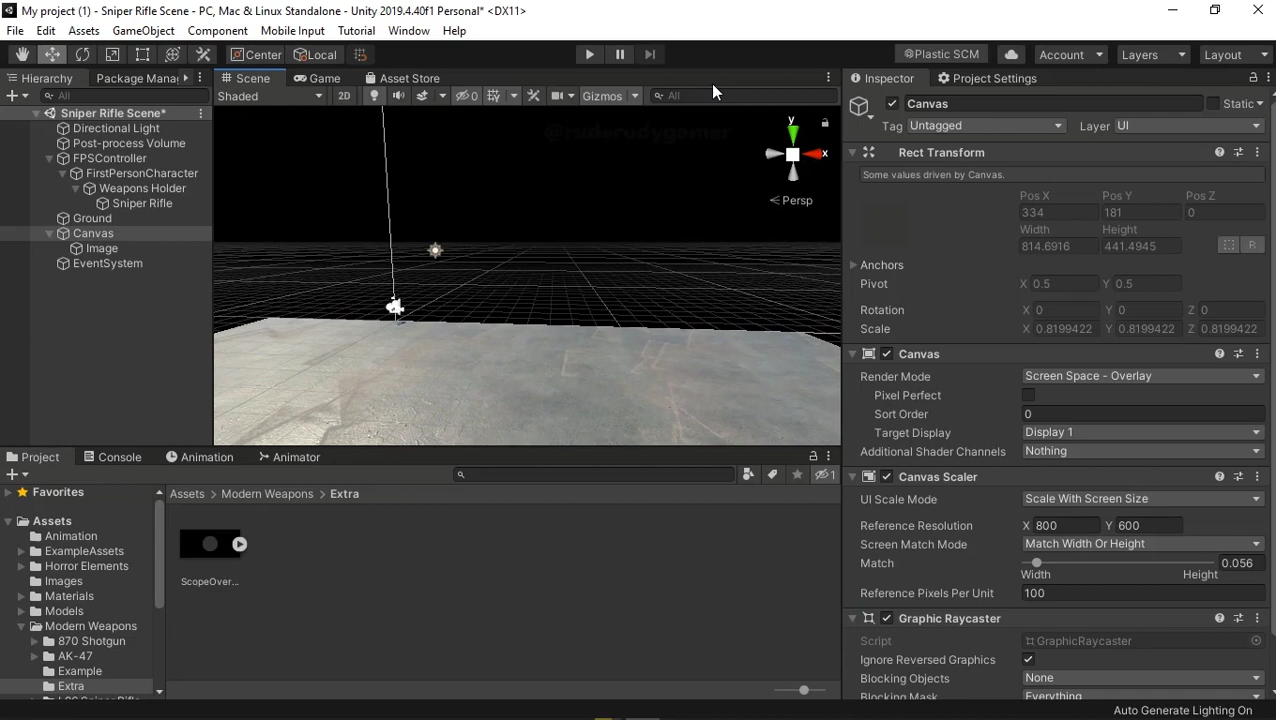 My project (1) - Sniper Rifle Scene - PC, Mac & Linux Standalone - Unity 2019.4.40f1 Personal* <DX11>
File Edit Assets GameObject Component Mobile Input Tutorial Window Help
Center Local Plastic SCM Account Layers Layout
Hierarchy Package Mana Scene Game Asset Store Inspector Project Settings
All Shaded 2D 0 Gizmos All Canvas Static
Sniper Rifle Scene*
Directional Light
Post-process Volume
FPSController
FirstPersonCharacter
Weapons Holder
Sniper Rifle
Ground
Canvas
Image
EventSystem
@ruderudygamer
y
x
Persp
Tag Untagged Layer UI
Rect Transform
Some values driven by Canvas.
Pos X Pos Y Pos Z
334 181 0
Width Height
814.6916 441.4945 R
Anchors
Pivot X 0.5 Y 0.5
Rotation X 0 Y 0 Z 0
Scale X 0.8199422 Y 0.8199422 Z 0.8199422
Canvas
Render Mode Screen Space - Overlay
Pixel Perfect
Sort Order 0
Target Display Display 1
Additional Shader Channels Nothing
Canvas Scaler
UI Scale Mode Scale With Screen Size
Reference Resolution X 800 Y 600
Screen Match Mode Match Width Or Height
Match 0.056
Width Height
Reference Pixels Per Unit 100
Graphic Raycaster
Script GraphicRaycaster
Ignore Reversed Graphics
Blocking Objects None
Blocking Mask Everything
Project Console Animation Animator
1
Favorites
Assets
Animation
ExampleAssets
Horror Elements
Images
Materials
Models
Modern Weapons
870 Shotgun
AK-47
Example
Extra
L96 Sniper Rifle
Assets Modern Weapons Extra
ScopeOver...
Auto Generate Lighting On